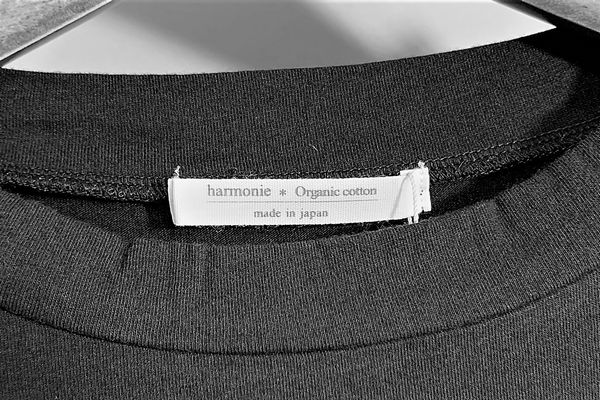 harmonie * Organic cotton
made in japan